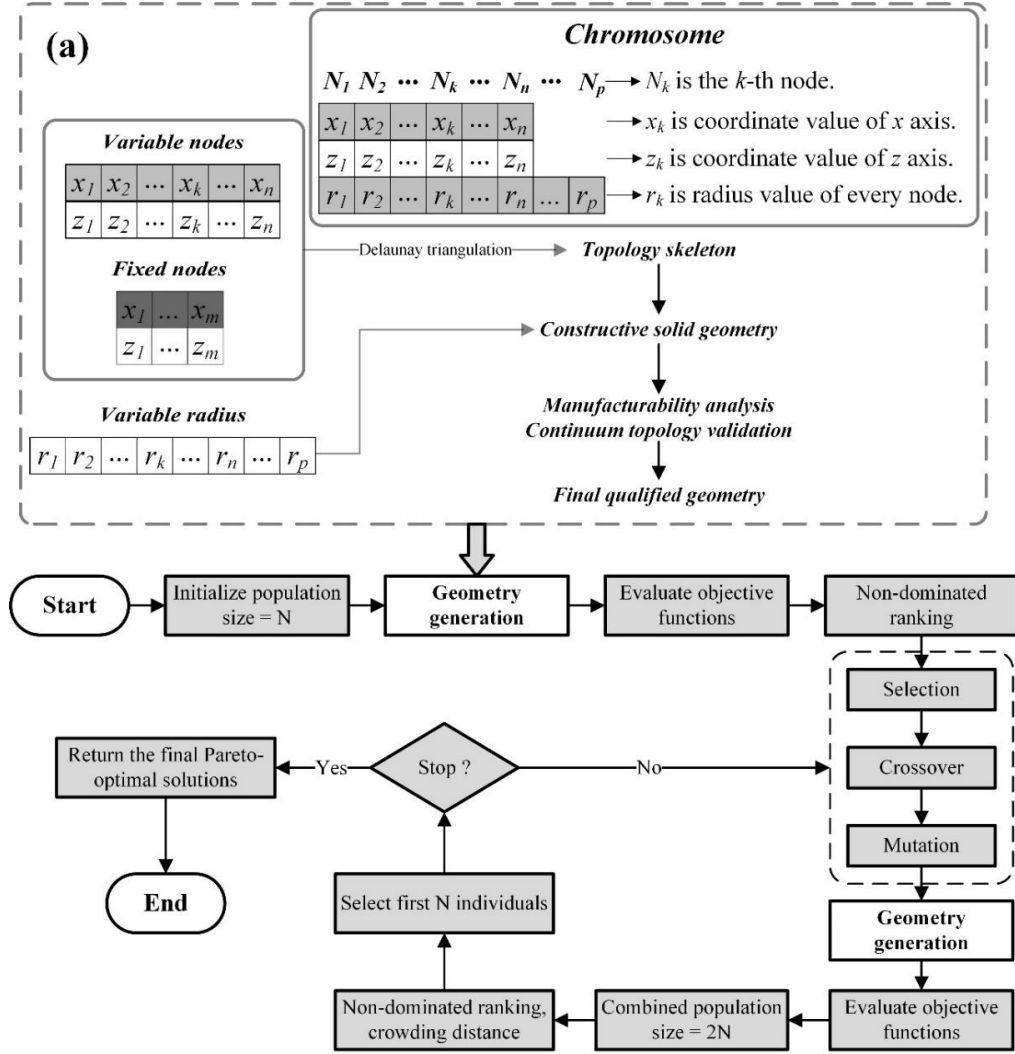 (a)
Chromosome
N1 N2 ... Nk ... Nn ... Np Nk is the k-th node.
x1 x2 ... xk ... xn xk is coordinate value of x axis.
z1 z2 ... zk ... zn zk is coordinate value of z axis.
r1 r2 ... rk ... rn ... rp rk is radius value of every node.
Variable nodes
x1 x2 ... xk ... xn
z1 z2 ... zk ... zn
Fixed nodes
x1 ... xm
z1 ... zm
Variable radius
r1 r2 ... rk ... rn ... rp
Delaunay triangulation
Topology skeleton
Constructive solid geometry
Manufacturability analysis
Continuum topology validation
Final qualified geometry
Start
Initialize population
size = N
Geometry
generation
Evaluate objective
functions
Non-dominated
ranking
Selection
Crossover
Mutation
Geometry
generation
Evaluate objective
functions
Combined population
size = 2N
Non-dominated ranking,
crowding distance
Select first N individuals
Stop ?
No
Yes
Return the final Pareto-
optimal solutions
End